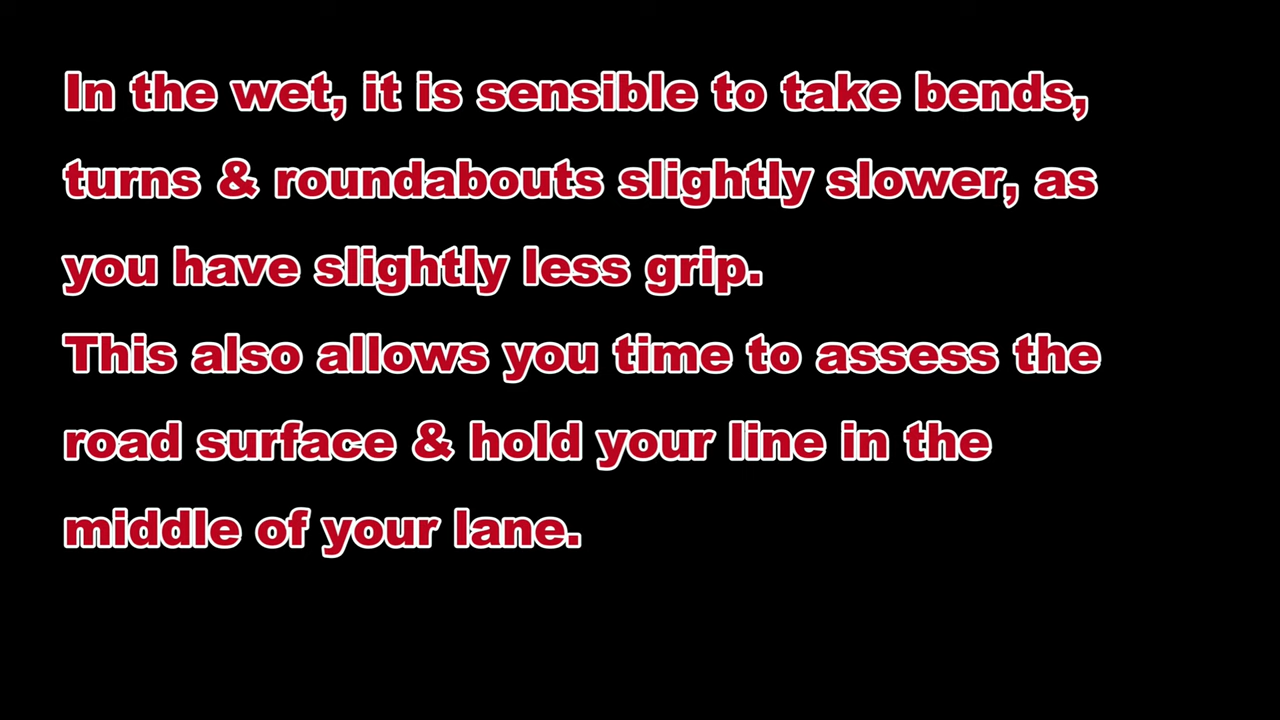 In the wet, it is sensible to take bends,
turns & roundabouts slightly slower, as
you have slightly less grip.
This also allows you time to assess the
road surface & hold your line in the
middle of your lane.